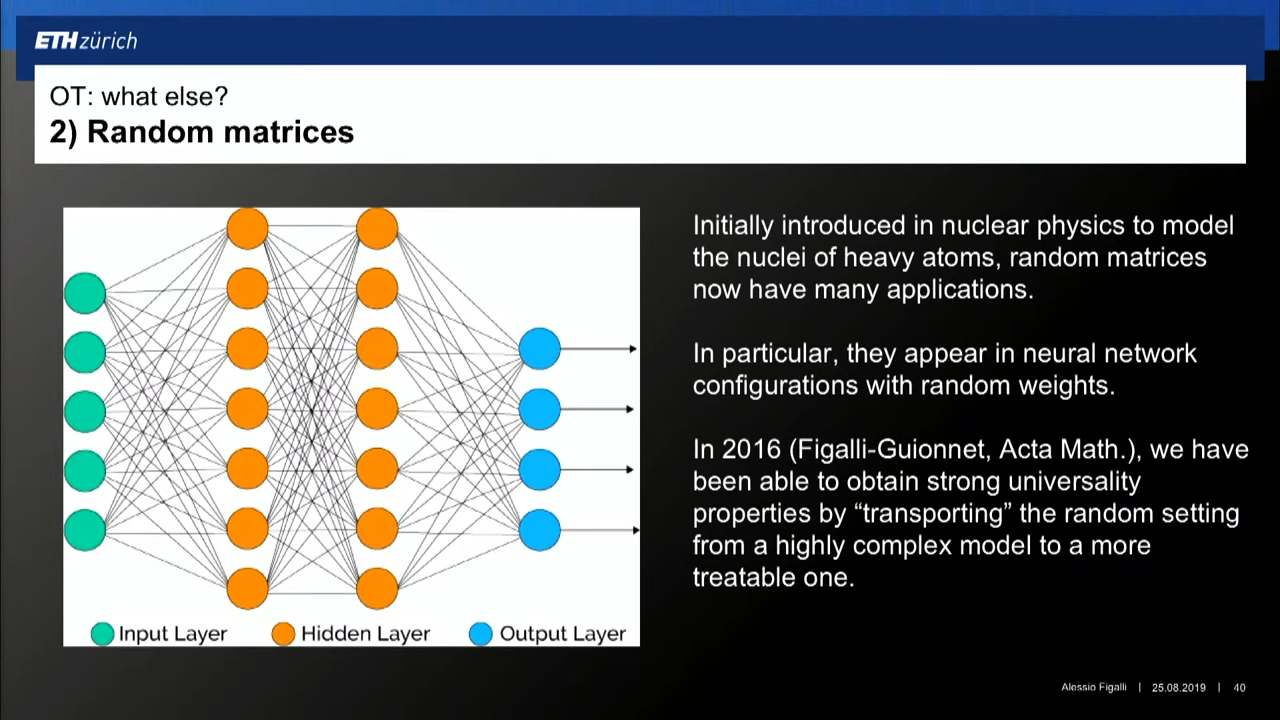 ETH zürich
OT: what else?
2) Random matrices
Initially introduced in nuclear physics to model
the nuclei of heavy atoms, random matrices
now have many applications.
In particular, they appear in neural network
configurations with random weights.
In 2016 (Figalli-Guionnet, Acta Math.), we have
been able to obtain strong universality
properties by “transporting” the random setting
from a highly complex model to a more
treatable one.
Input Layer Hidden Layer Output Layer
Alessio Figalli | 25.08.2019 | 40